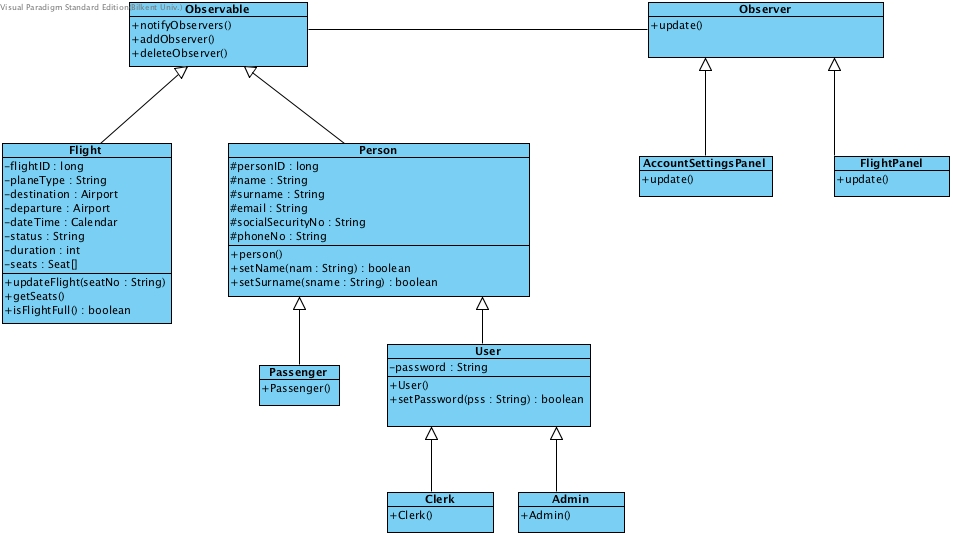 Visual Paradigm Standard Edition(Bilkent Univ.)
Observable
+notifyObservers()
+addObserver()
+deleteObserver()
Observer
+update()
Flight
-flightID : long
-planeType : String
-destination : Airport
-departure : Airport
-dateTime : Calendar
-status : String
-duration : int
-seats : Seat[]
+updateFlight(seatNo : String)
+getSeats()
+isFlightFull() : boolean
Person
#personID : long
#name : String
#surname : String
#email : String
#socialSecurityNo : String
#phoneNo : String
+person()
+setName(nam : String) : boolean
+setSurname(sname : String) : boolean
AccountSettingsPanel
+update()
FlightPanel
+update()
Passenger
+Passenger()
User
-password : String
+User()
+setPassword(pss : String) : boolean
Clerk
+Clerk()
Admin
+Admin()